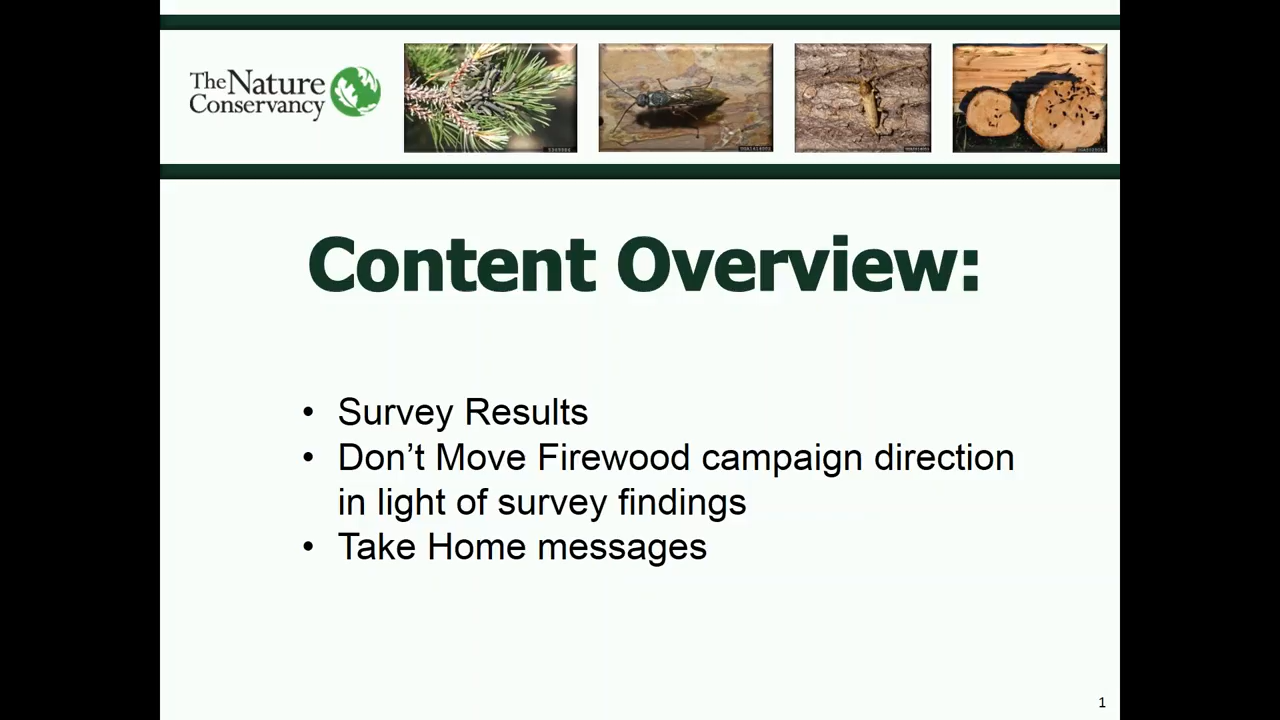 The Nature
Conservancy
Content Overview:
• Survey Results
• Don’t Move Firewood campaign direction
in light of survey findings
• Take Home messages
1